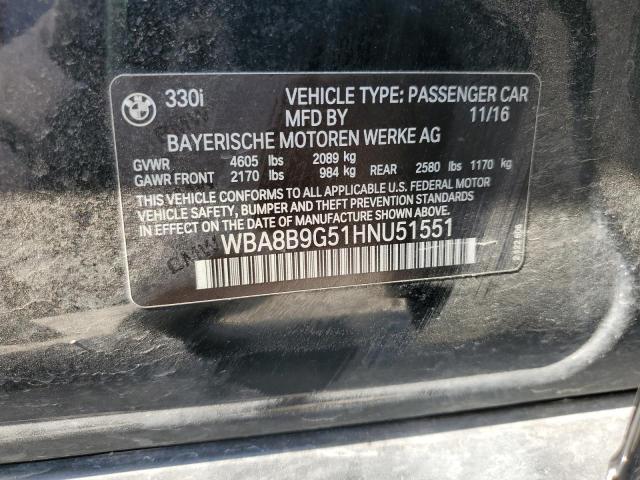 330i VEHICLE TYPE: PASSENGER CAR
MFD BY 11/16
BAYERISCHE MOTOREN WERKE AG
GVWR 4605 lbs 2089 kg
GAWR FRONT 2170 lbs 984 kg REAR 2580 lbs 1170 kg
THIS VEHICLE CONFORMS TO ALL APPLICABLE U.S. FEDERAL MOTOR
VEHICLE SAFETY, BUMPER AND THEFT PREVENTION STANDARDS IN
EFFECT ON THE DATE OF MANUFACTURE SHOWN ABOVE.
WBA8B9G51HNU51551